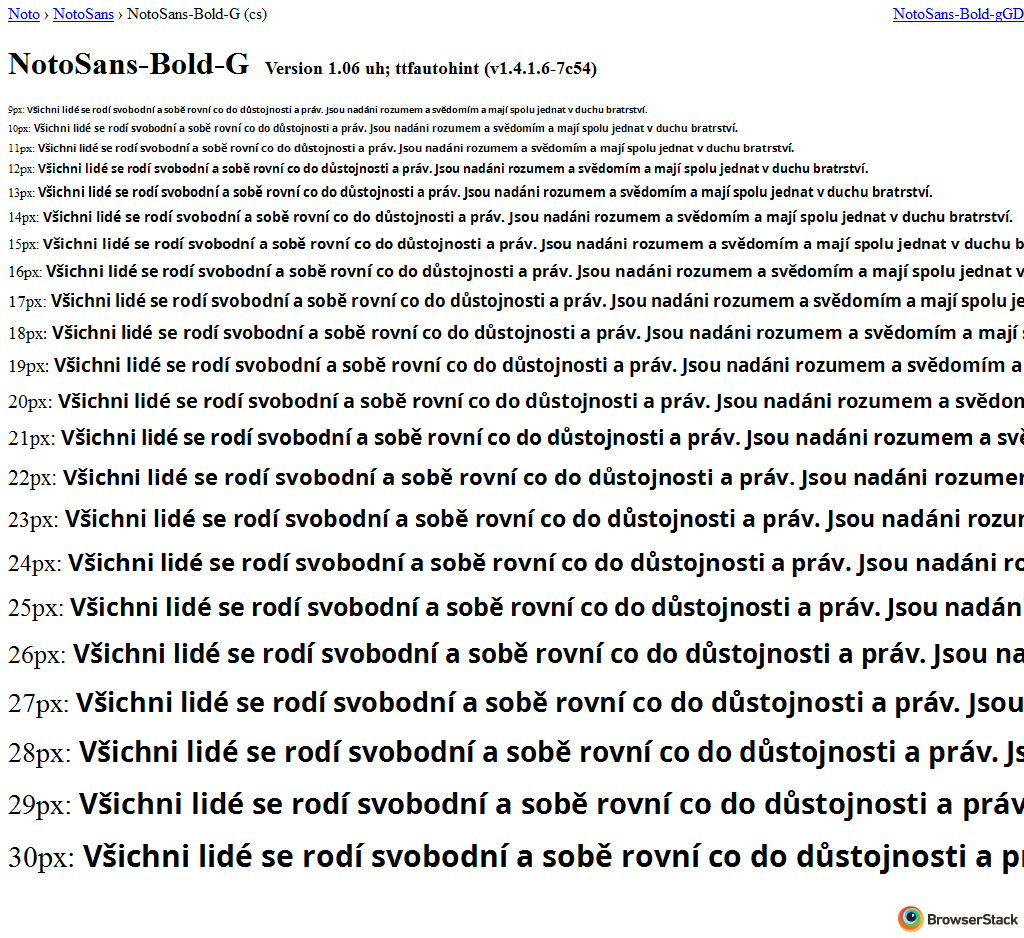 Noto › NotoSans › NotoSans-Bold-G (cs) NotoSans-Bold-gGD
NotoSans-Bold-G Version 1.06 uh; ttfautohint (v1.4.1.6-7c54)
9px: Všichni lidé se rodí svobodní a sobě rovní co do důstojnosti a práv. Jsou nadáni rozumem a svědomím a mají spolu jednat v duchu bratrství.
10px: Všichni lidé se rodí svobodní a sobě rovní co do důstojnosti a práv. Jsou nadáni rozumem a svědomím a mají spolu jednat v duchu bratrství.
11px: Všichni lidé se rodí svobodní a sobě rovní co do důstojnosti a práv. Jsou nadáni rozumem a svědomím a mají spolu jednat v duchu bratrství.
12px: Všichni lidé se rodí svobodní a sobě rovní co do důstojnosti a práv. Jsou nadáni rozumem a svědomím a mají spolu jednat v duchu bratrství.
13px: Všichni lidé se rodí svobodní a sobě rovní co do důstojnosti a práv. Jsou nadáni rozumem a svědomím a mají spolu jednat v duchu bratrství.
14px: Všichni lidé se rodí svobodní a sobě rovní co do důstojnosti a práv. Jsou nadáni rozumem a svědomím a mají spolu jednat v duchu bratrství.
15px: Všichni lidé se rodí svobodní a sobě rovní co do důstojnosti a práv. Jsou nadáni rozumem a svědomím a mají spolu jednat v duchu b
16px: Všichni lidé se rodí svobodní a sobě rovní co do důstojnosti a práv. Jsou nadáni rozumem a svědomím a mají spolu jednat v
17px: Všichni lidé se rodí svobodní a sobě rovní co do důstojnosti a práv. Jsou nadáni rozumem a svědomím a mají spolu je
18px: Všichni lidé se rodí svobodní a sobě rovní co do důstojnosti a práv. Jsou nadáni rozumem a svědomím a mají
19px: Všichni lidé se rodí svobodní a sobě rovní co do důstojnosti a práv. Jsou nadáni rozumem a svědomím a
20px: Všichni lidé se rodí svobodní a sobě rovní co do důstojnosti a práv. Jsou nadáni rozumem a svědom
21px: Všichni lidé se rodí svobodní a sobě rovní co do důstojnosti a práv. Jsou nadáni rozumem a svě
22px: Všichni lidé se rodí svobodní a sobě rovní co do důstojnosti a práv. Jsou nadáni rozumem
23px: Všichni lidé se rodí svobodní a sobě rovní co do důstojnosti a práv. Jsou nadáni rozum
24px: Všichni lidé se rodí svobodní a sobě rovní co do důstojnosti a práv. Jsou nadáni ro
25px: Všichni lidé se rodí svobodní a sobě rovní co do důstojnosti a práv. Jsou nadán
26px: Všichni lidé se rodí svobodní a sobě rovní co do důstojnosti a práv. Jsou na
27px: Všichni lidé se rodí svobodní a sobě rovní co do důstojnosti a práv. Jsou
28px: Všichni lidé se rodí svobodní a sobě rovní co do důstojnosti a práv. Js
29px: Všichni lidé se rodí svobodní a sobě rovní co do důstojnosti a práv
30px: Všichni lidé se rodí svobodní a sobě rovní co do důstojnosti a p
BrowserStack